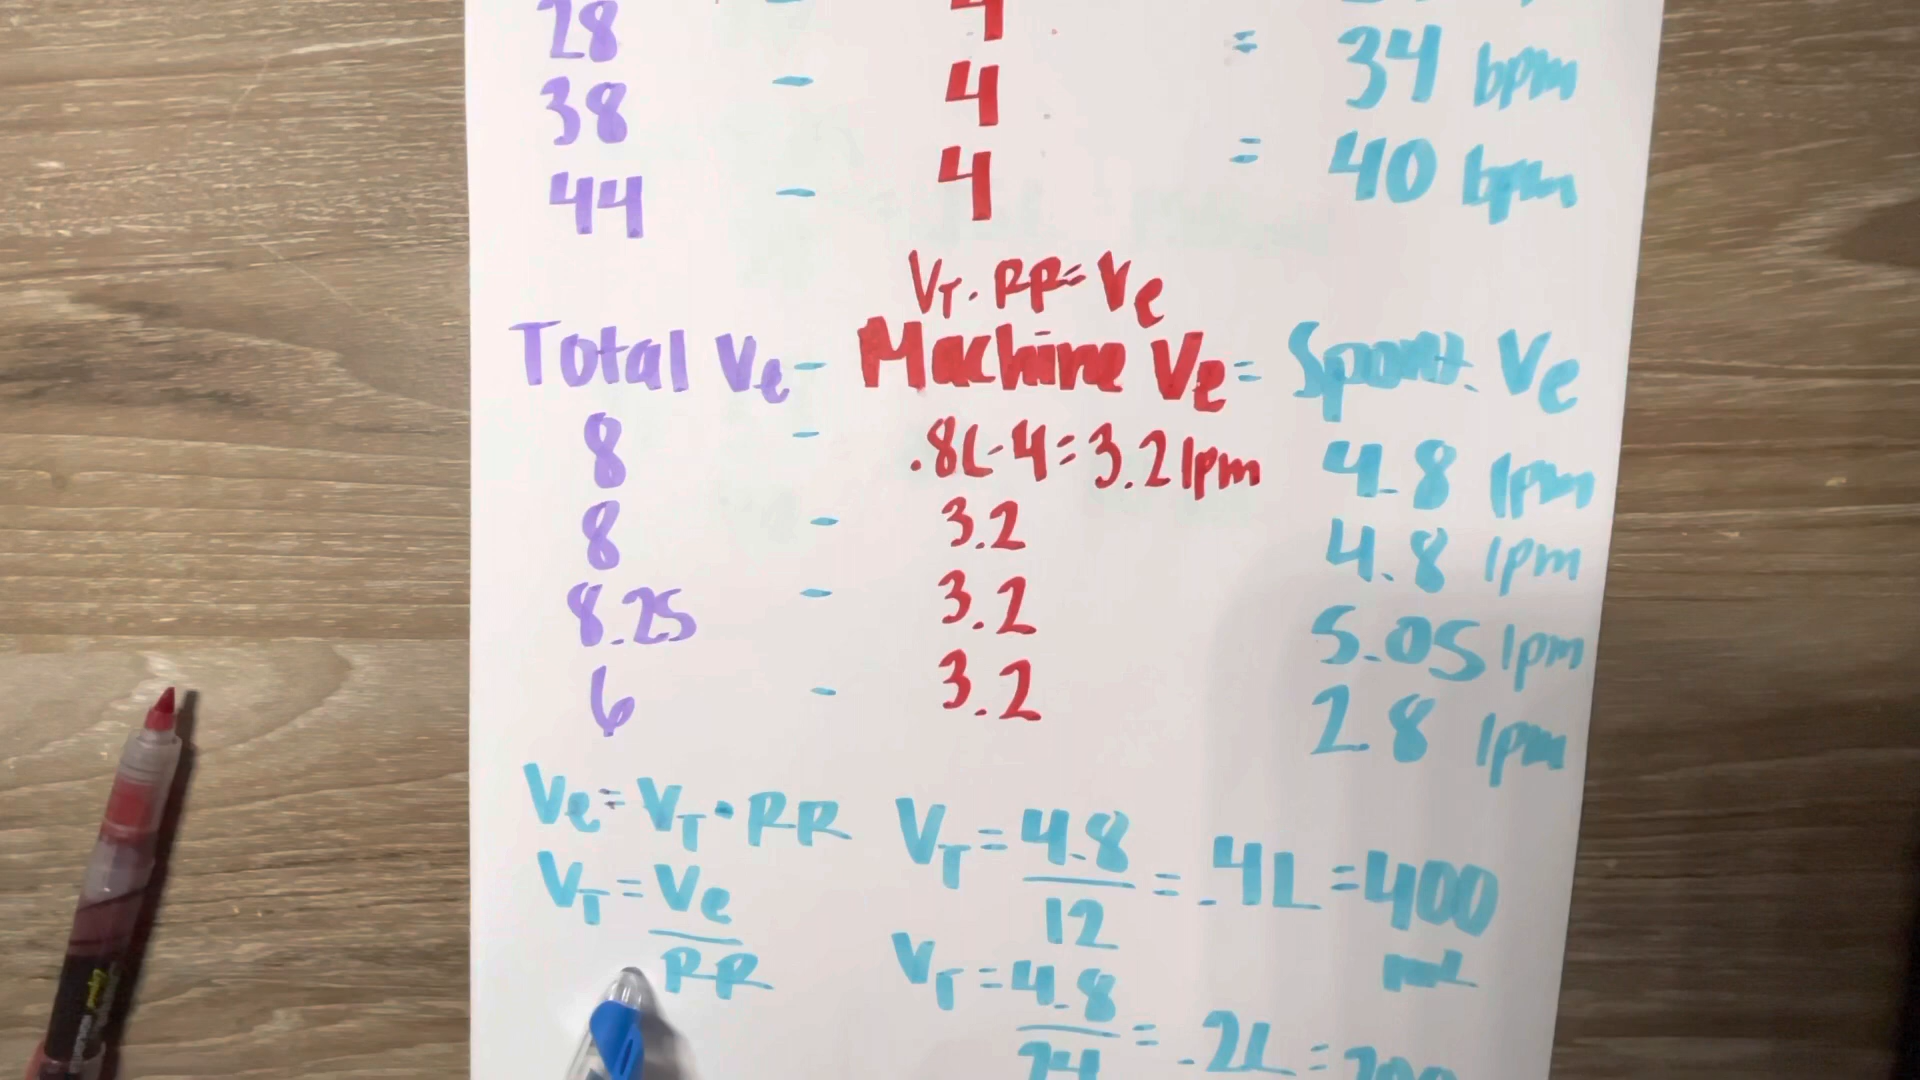 28 - 4
38 - 4 = 34 bpm
44 - 4 = 40 bpm
VT · RR = Ve
Total Ve - Machine Ve = Spont. Ve
8 - .8L·4=3.2 lpm 4.8 lpm
8 - 3.2 4.8 lpm
8.25 - 3.2 5.05 lpm
6 - 3.2 2.8 lpm
Ve = VT · RR
VT = Ve
RR
VT = 4.8
12
= .4L = 400
mL
VT = 4.8
24
= .2L = 200